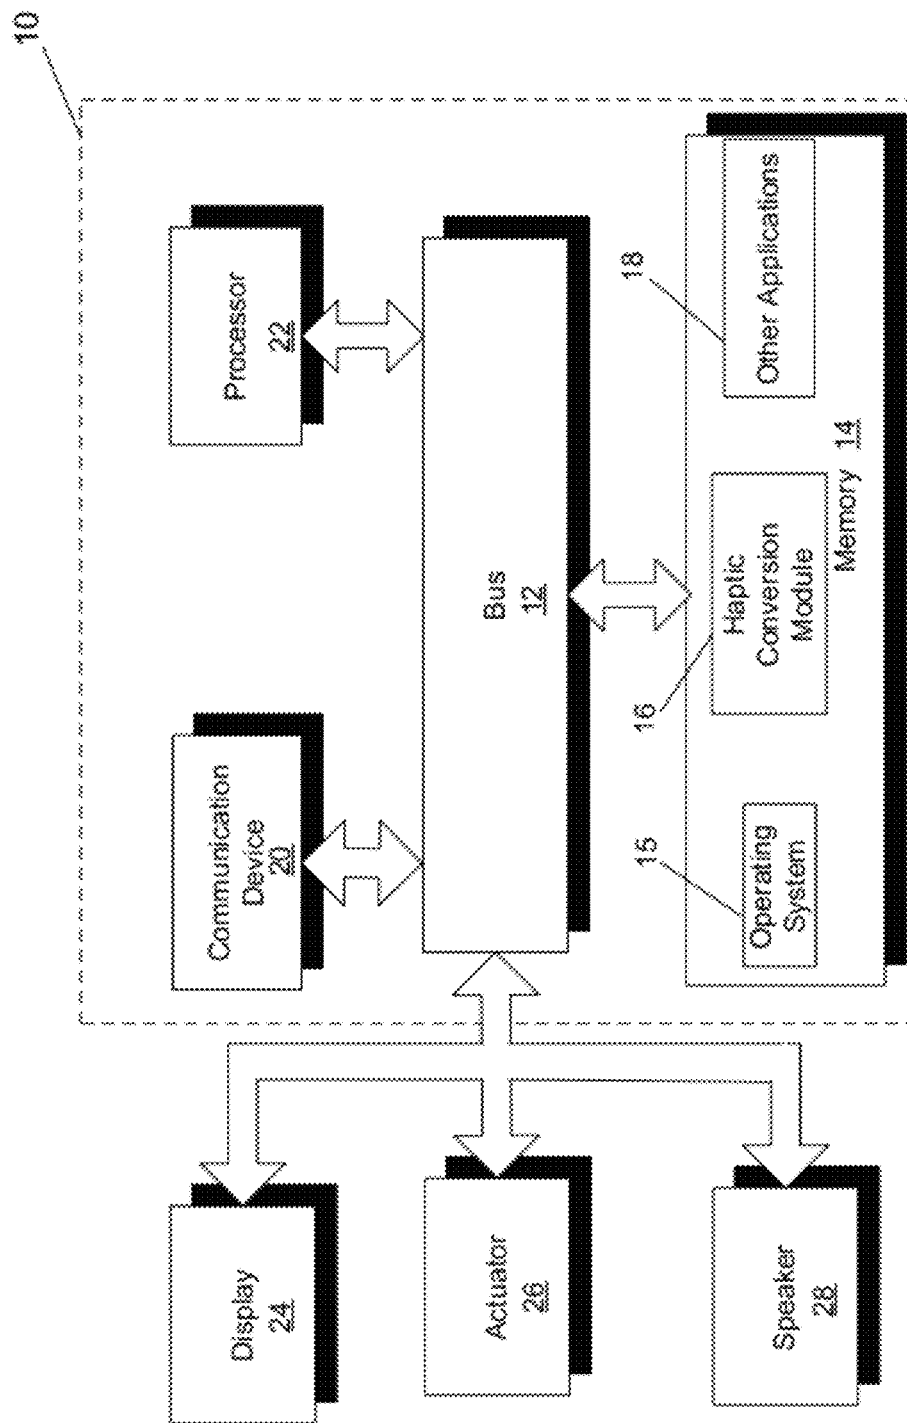 10
Display
24
Communication
Device
20
Processor
22
Actuator
26
Bus
12
Speaker
28
15
Operating
System
16
Haptic
Conversion
Module
18
Other Applications
Memory 14